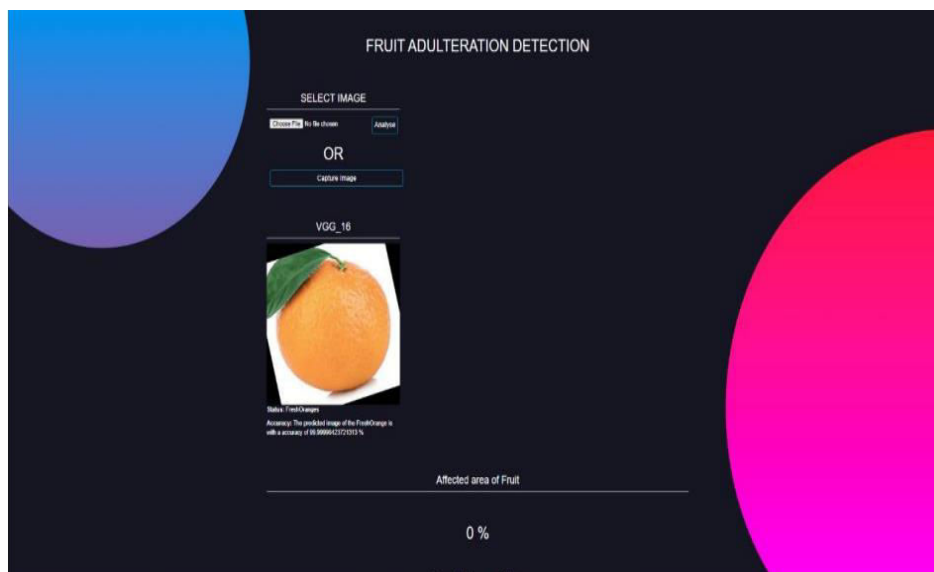 FRUIT ADULTERATION DETECTION
SELECT IMAGE
Choose File No file chosen Analyse
OR
Capture Image
VGG_16
Status: FreshOranges
Accuracy: The predicted image of the FreshOrange is
with a accuracy of %
Affected area of Fruit
0 %